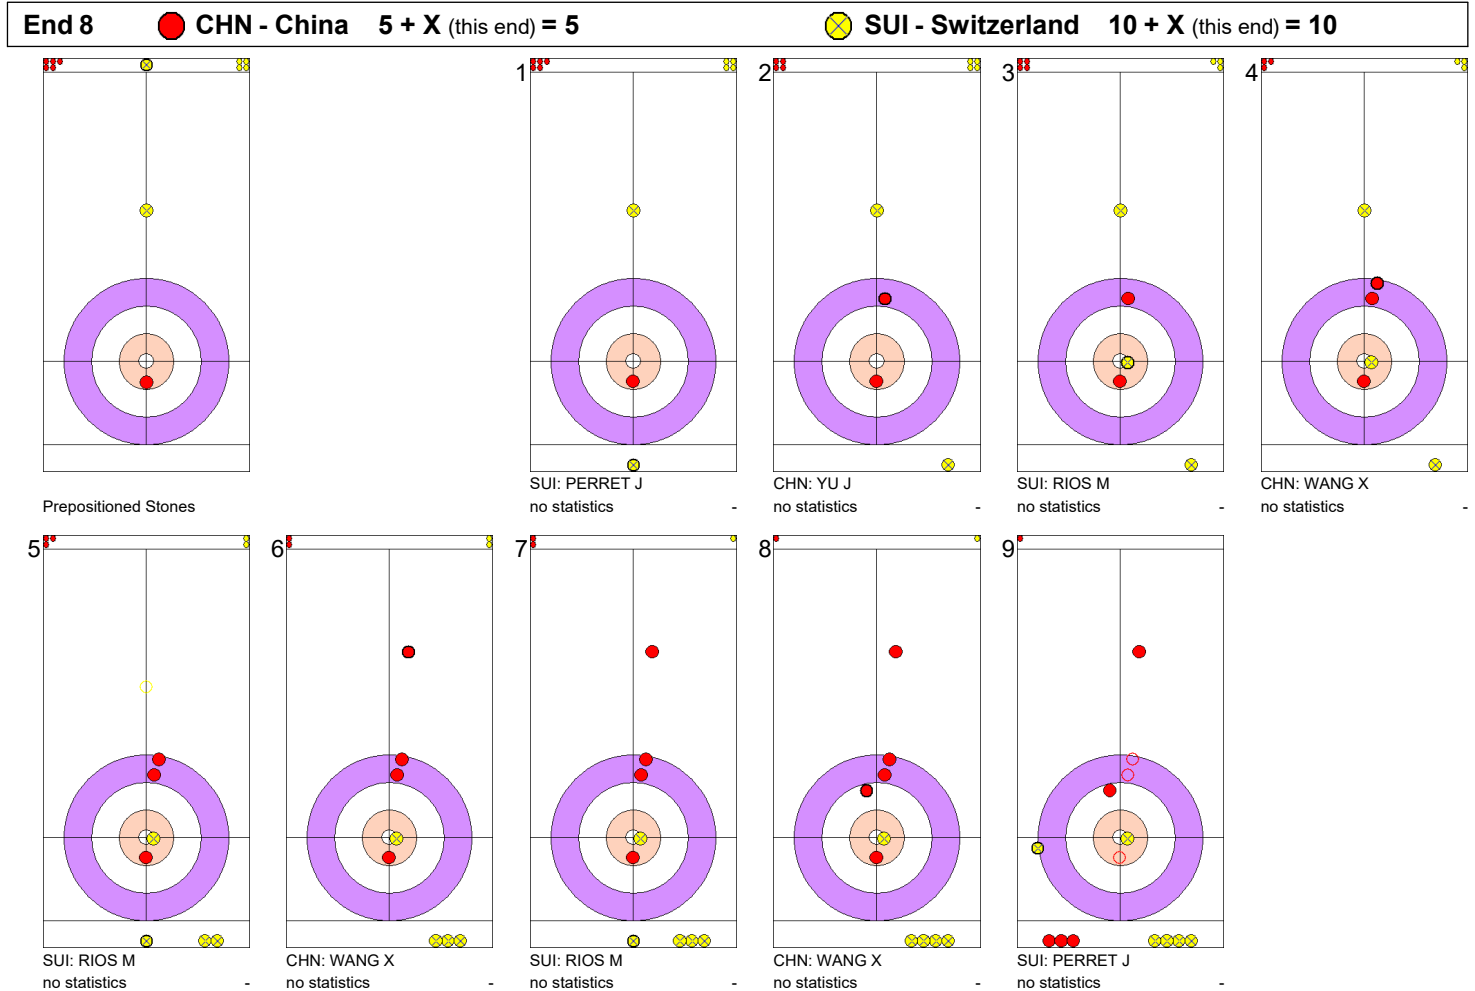 End 8 CHN - China 5 + X (this end) = 5 SUI - Switzerland 10 + X (this end) = 10
1 2 3 4
SUI: PERRET J CHN: YU J SUI: RIOS M CHN: WANG X
Prepositioned Stones no statistics - no statistics - no statistics - no statistics -
5 6 7 8 9
SUI: RIOS M CHN: WANG X SUI: RIOS M CHN: WANG X SUI: PERRET J
no statistics - no statistics - no statistics - no statistics - no statistics -